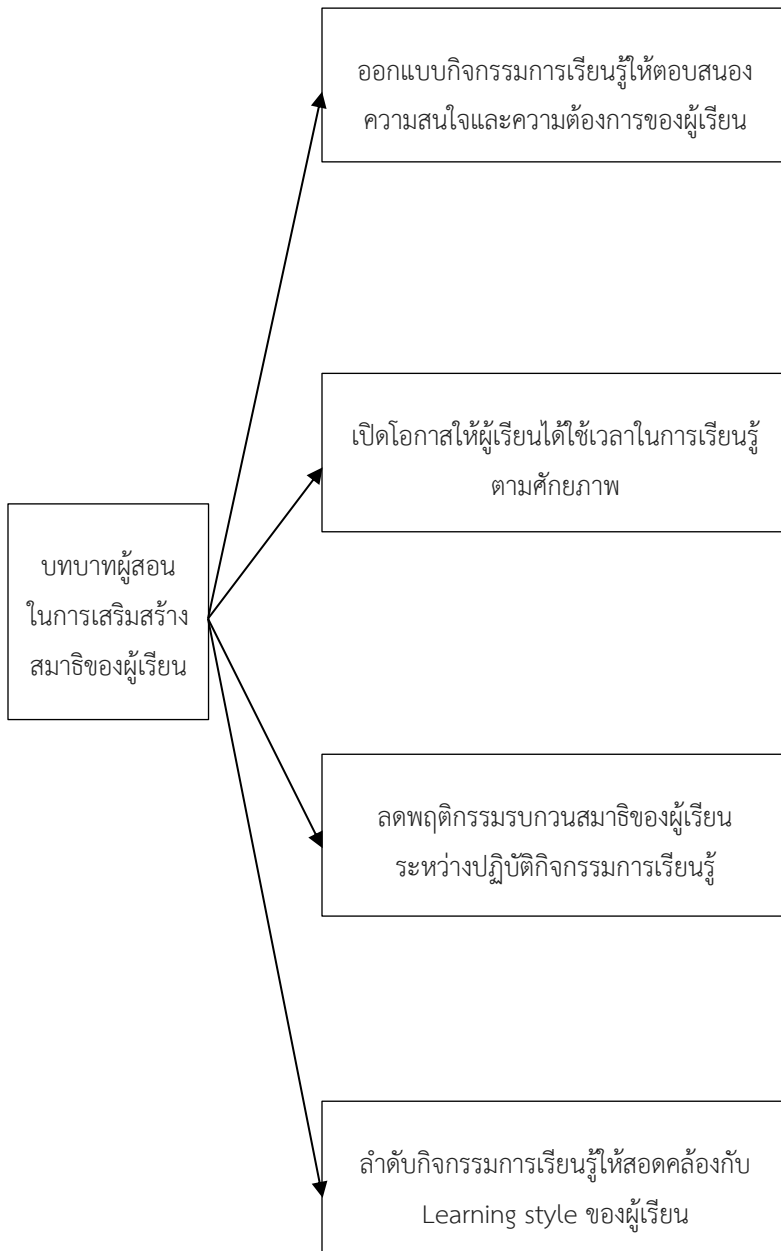 ออกแบบกิจกรรมการเรียนรู้ให้ตอบสนอง
ความสนใจและความต้องการของผู้เรียน
เปิดโอกาสให้ผู้เรียนได้ใช้เวลาในการเรียนรู้
ตามศักยภาพ
บทบาทผู้สอน
ในการเสริมสร้าง
สมาธิของผู้เรียน
ลดพฤติกรรมรบกวนสมาธิของผู้เรียน
ระหว่างปฏิบัติกิจกรรมการเรียนรู้
ลำดับกิจกรรมการเรียนรู้ให้สอดคล้องกับ
Learning style ของผู้เรียน